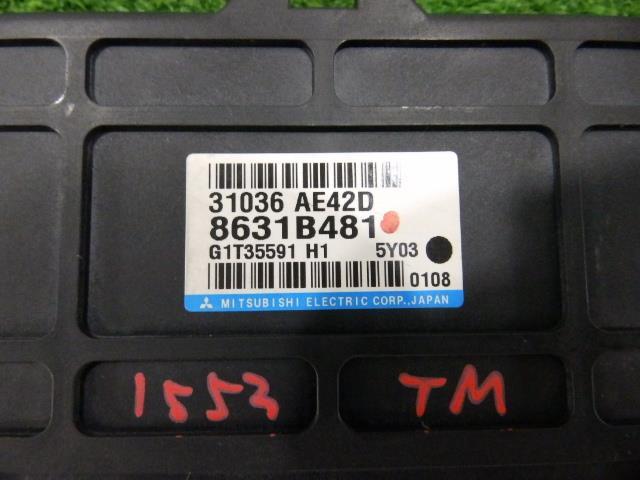 31036 AE42D
8631B481
G1T35591 H1 5Y03
0108
MITSUBISHI ELECTRIC CORP., JAPAN
1553 TM